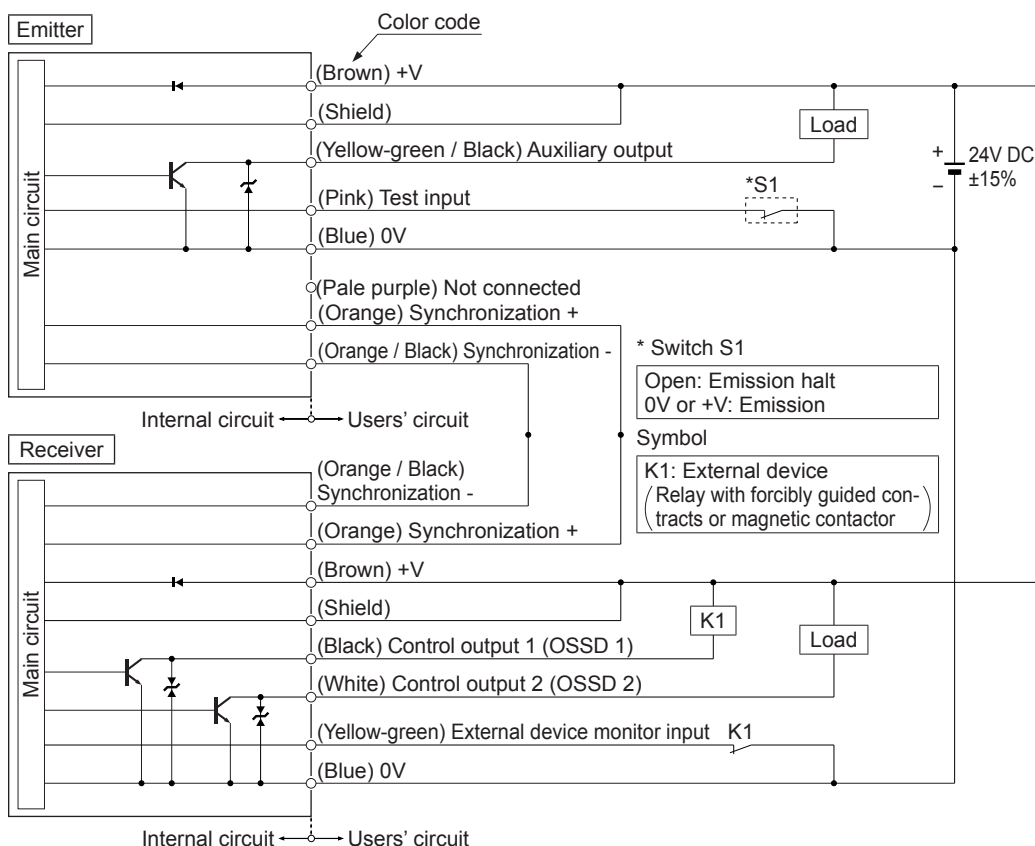 Emitter
Color code
Main circuit
(Brown) +V
(Shield)
Load
(Yellow-green / Black) Auxiliary output
+ 24V DC
− ±15%
*S1
(Pink) Test input
(Blue) 0V
(Pale purple) Not connected
(Orange) Synchronization +
(Orange / Black) Synchronization -
* Switch S1
Open: Emission halt
0V or +V: Emission
Internal circuit
Users’ circuit
Symbol
K1: External device
(Relay with forcibly guided con-
tracts or magnetic contactor)
Receiver
Main circuit
(Orange / Black)
Synchronization -
(Orange) Synchronization +
(Brown) +V
(Shield)
K1
Load
(Black) Control output 1 (OSSD 1)
(White) Control output 2 (OSSD 2)
(Yellow-green) External device monitor input K1
(Blue) 0V
Internal circuit
Users’ circuit